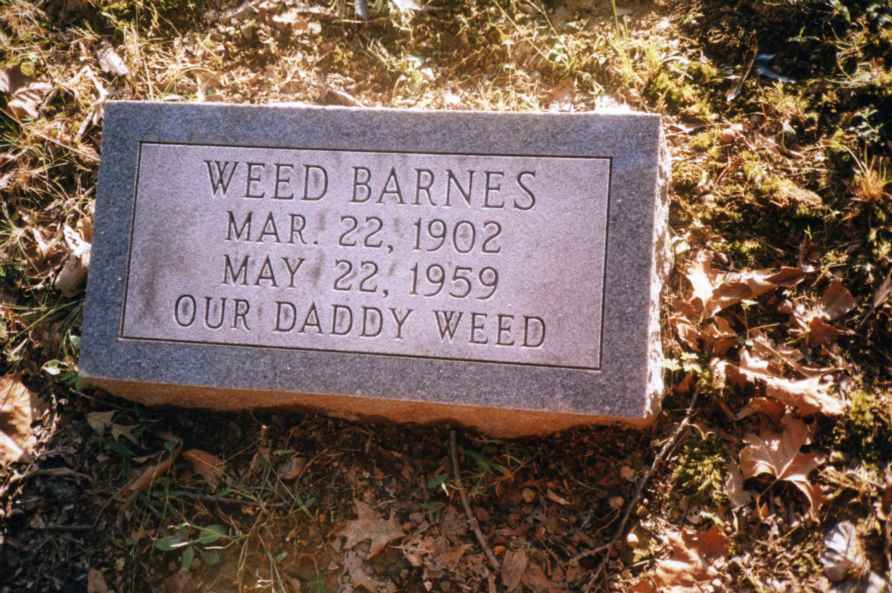 WEED BARNES
MAR. 22, 1902
MAY 22, 1959
OUR DADDY WEED